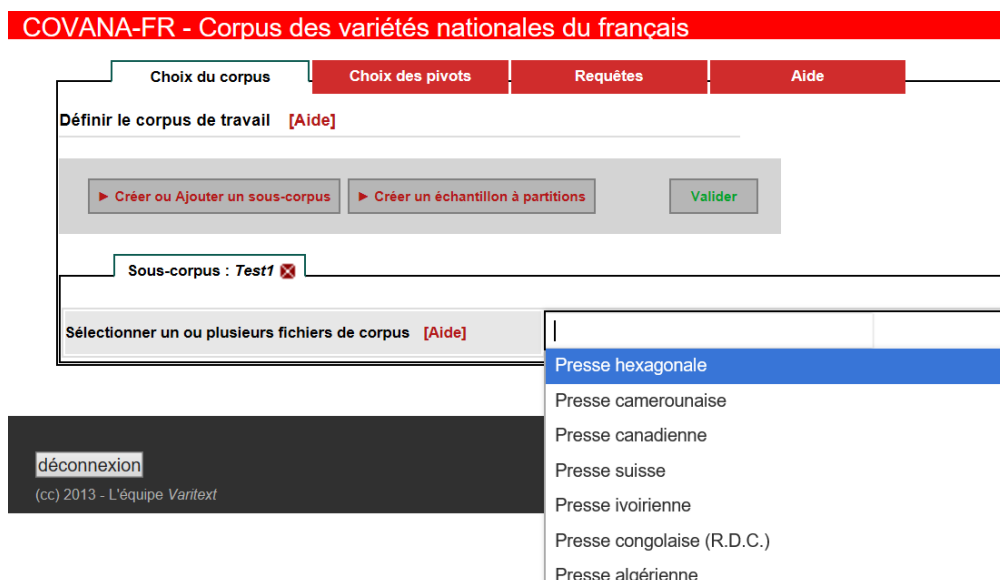 COVANA-FR - Corpus des variétés nationales du français
Choix du corpus Choix des pivots Requêtes Aide
Définir le corpus de travail [Aide]
► Créer ou Ajouter un sous-corpus ► Créer un échantillon à partitions Valider
Sous-corpus : Test1
Sélectionner un ou plusieurs fichiers de corpus [Aide]
Presse hexagonale
Presse camerounaise
Presse canadienne
Presse suisse
Presse ivoirienne
Presse congolaise (R.D.C.)
Presse algérienne
déconnexion
(cc) 2013 - L'équipe Varitext